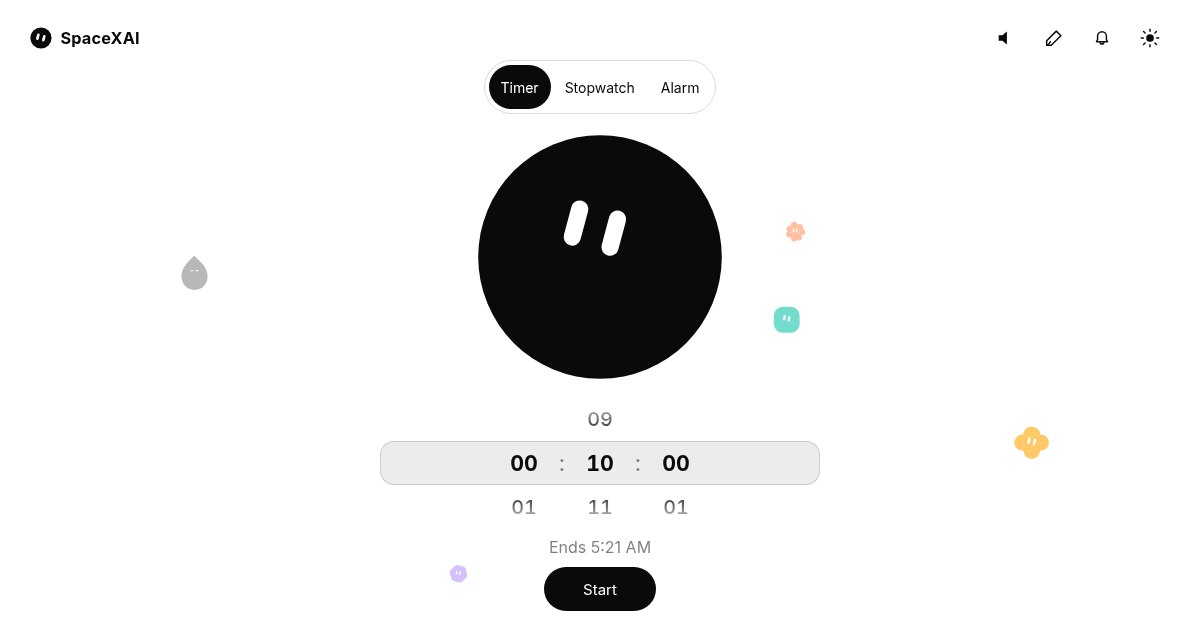 SpaceXAI
Timer Stopwatch Alarm
09
00 : 10 : 00
01 11 01
Ends 5:21 AM
Start